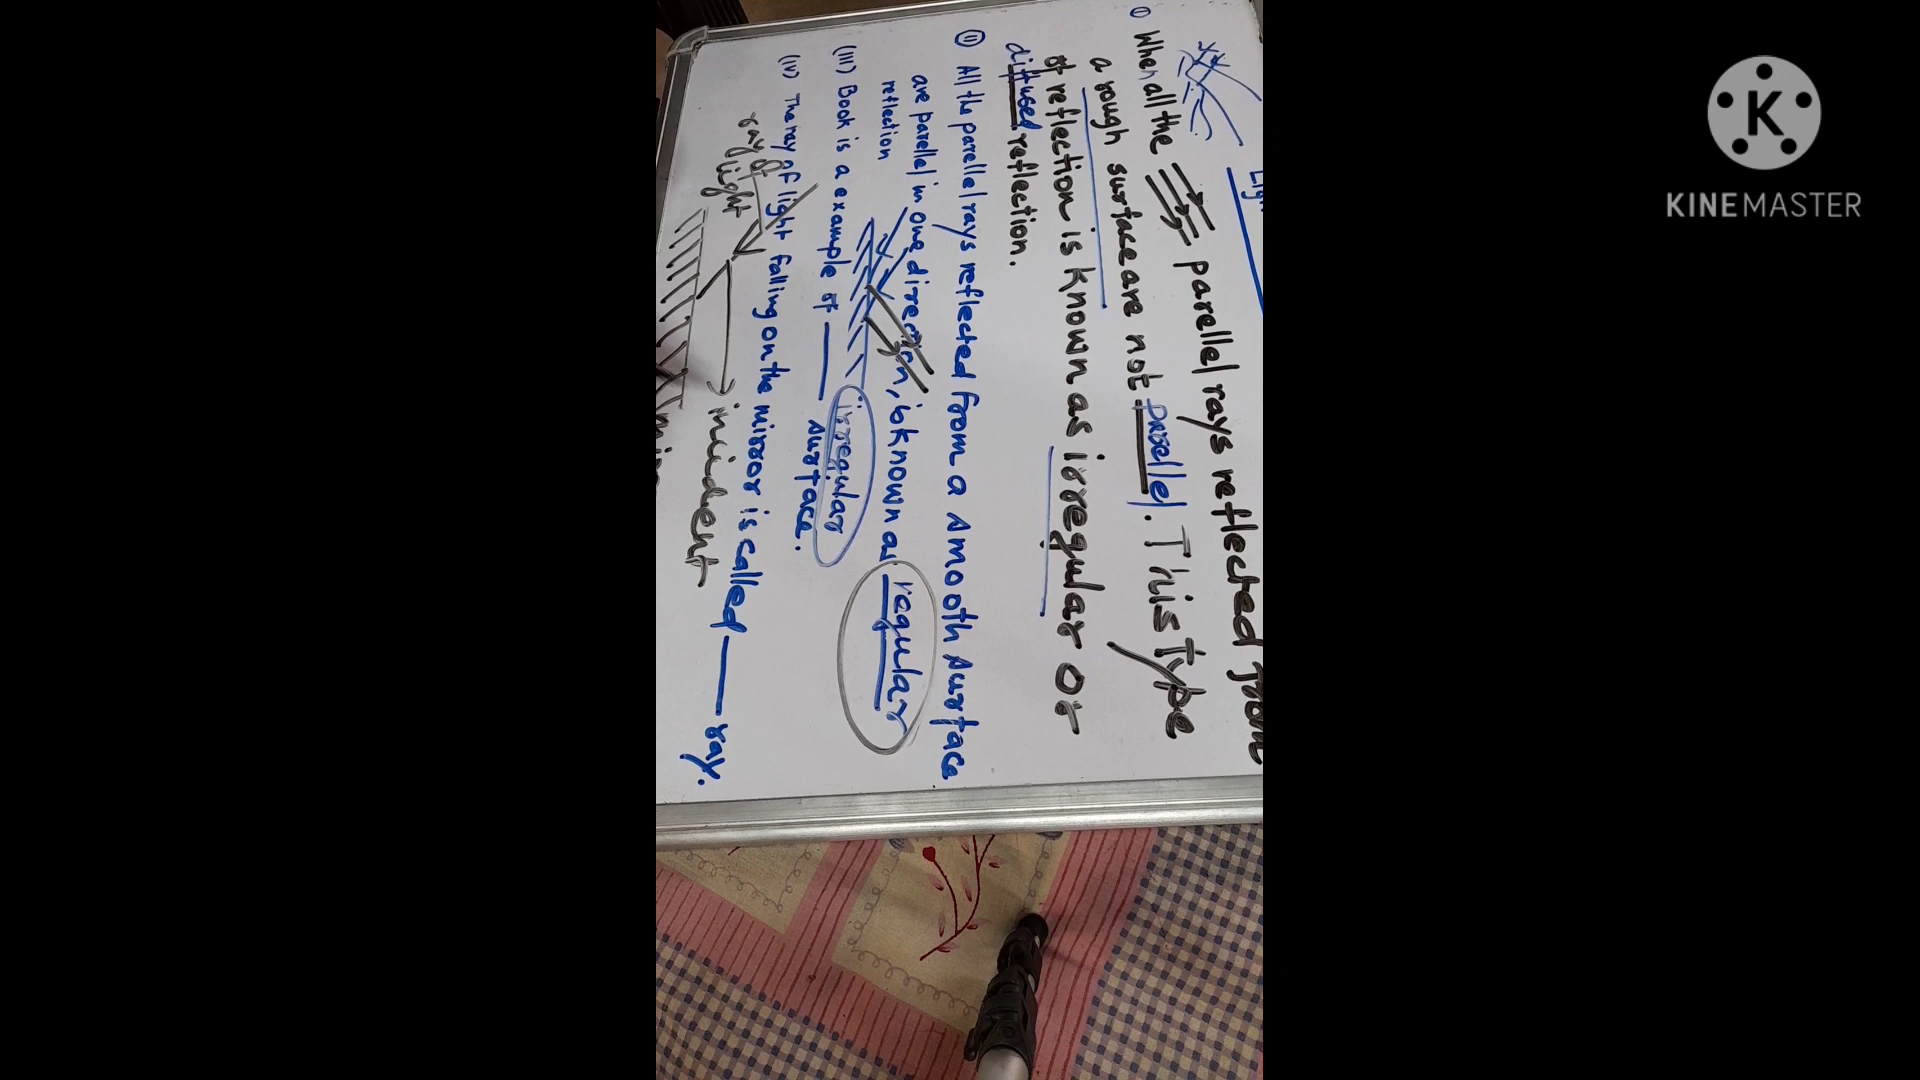 Lig
(i) When all the parellel rays reflected from
a rough surface are not parellel. This type
of reflection is known as irregular or
diffused reflection.
(ii) All the parellel rays reflected from a smooth surface
are parellel in one direction, is known as regular
reflection
(iii) Book is a example of ___ irregular
surface.
(iv) The ray of light falling on the mirror is called ___ ray.
ray of
light
incident
K
KINEMASTER